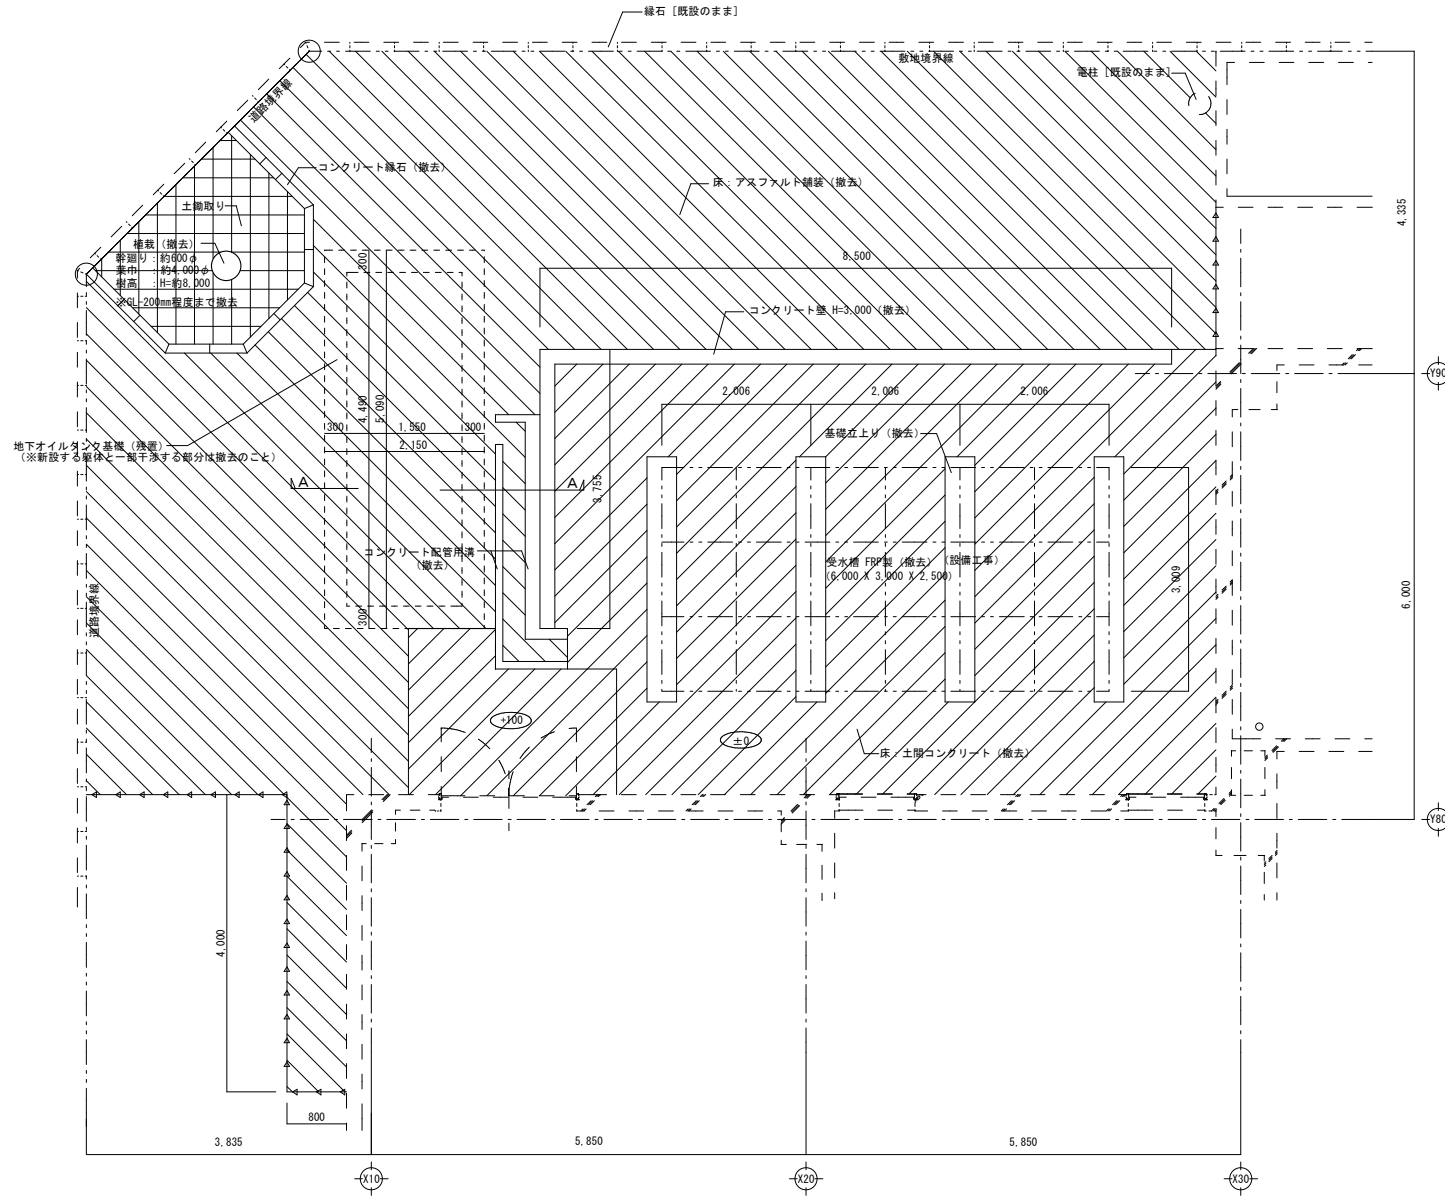 縁石 [既設のまま]
敷地境界線
電柱 [既設のまま]
道路境界線
コンクリート縁石 (撤去)
床 : アスファルト舗装 (撤去)
土鋤取り
4,335
植栽 (撤去)
幹廻り : 約600φ
葉巾 : 約4,000φ
樹高 : H=約8,000
※GL-200mm程度まで撤去
300
8,500
コンクリート壁 H=3,000 (撤去)
Y90
2,006
2,006
2,006
4,490
5,090
300
1,550
300
2,150
基礎立上り (撤去)
地下オイルタンク基礎 (残置)
(※新設する躯体と一部干渉する部分は撤去のこと)
A
A
3,755
コンクリート配管用溝
(撤去)
受水槽 FRP製 (撤去) (設備工事)
(6,000 X 3,000 X 2,500)
3,009
6,000
道路境界線
300
+100
±0
床 : 土間コンクリート (撤去)
Y80
4,000
800
3,835
5,850
5,850
X10
X20
X30